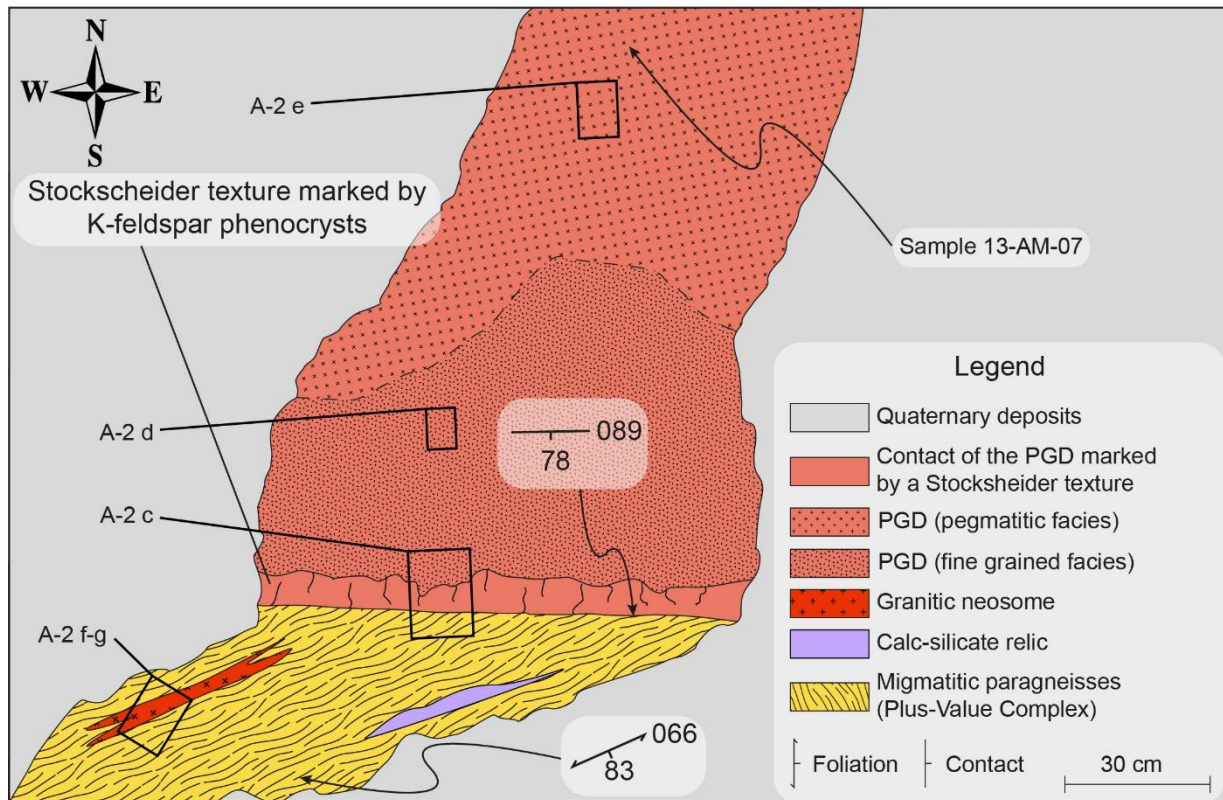 N
W E
S
A-2 e
Stockscheider texture marked by
K-feldspar phenocrysts
Sample 13-AM-07
A-2 d
089
78
A-2 c
A-2 f-g
066
83
Legend
Quaternary deposits
Contact of the PGD marked
by a Stocksheider texture
PGD (pegmatitic facies)
PGD (fine grained facies)
Granitic neosome
Calc-silicate relic
Migmatitic paragneisses
(Plus-Value Complex)
Foliation
Contact
30 cm